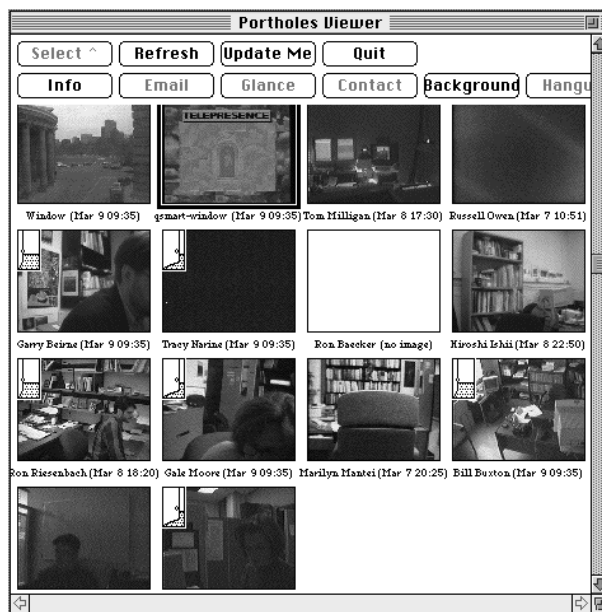 Portholes Viewer
Select ^ Refresh Update Me Quit
Info Email Glance Contact Background Hangu
TELEPRESENCE
Window (Mar 9 09:35) qsmart-window (Mar 9 09:35) Tom Milligan (Mar 8 17:30) Russell Owen (Mar 7 10:51)
Garry Beirne (Mar 9 09:35) Tracy Narine (Mar 9 09:35) Ron Baecker (no image) Hiroshi Ishii (Mar 8 22:50)
Ron Riesenbach (Mar 8 18:20) Gale Moore (Mar 9 09:35) Marilyn Mantei (Mar 7 20:25) Bill Buxton (Mar 9 09:35)